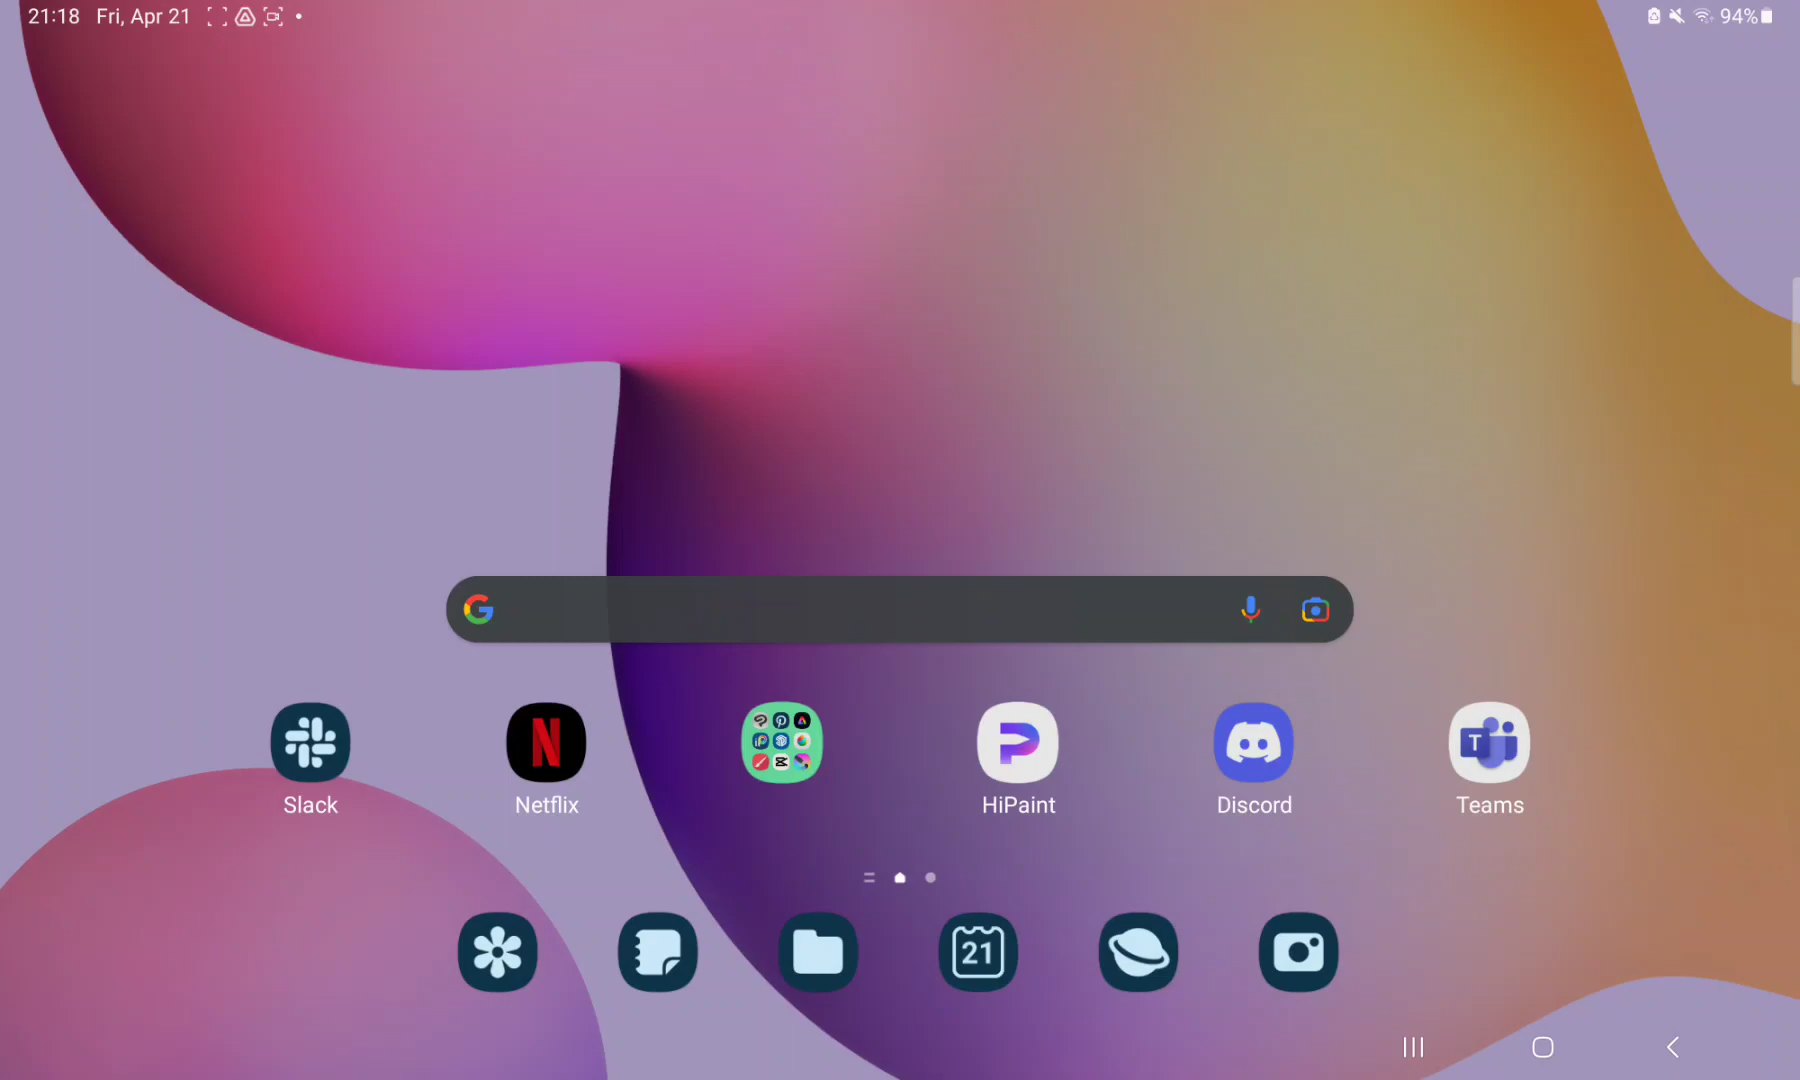 21:18 Fri, Apr 21
94%
Slack
Netflix
HiPaint
Discord
Teams
21